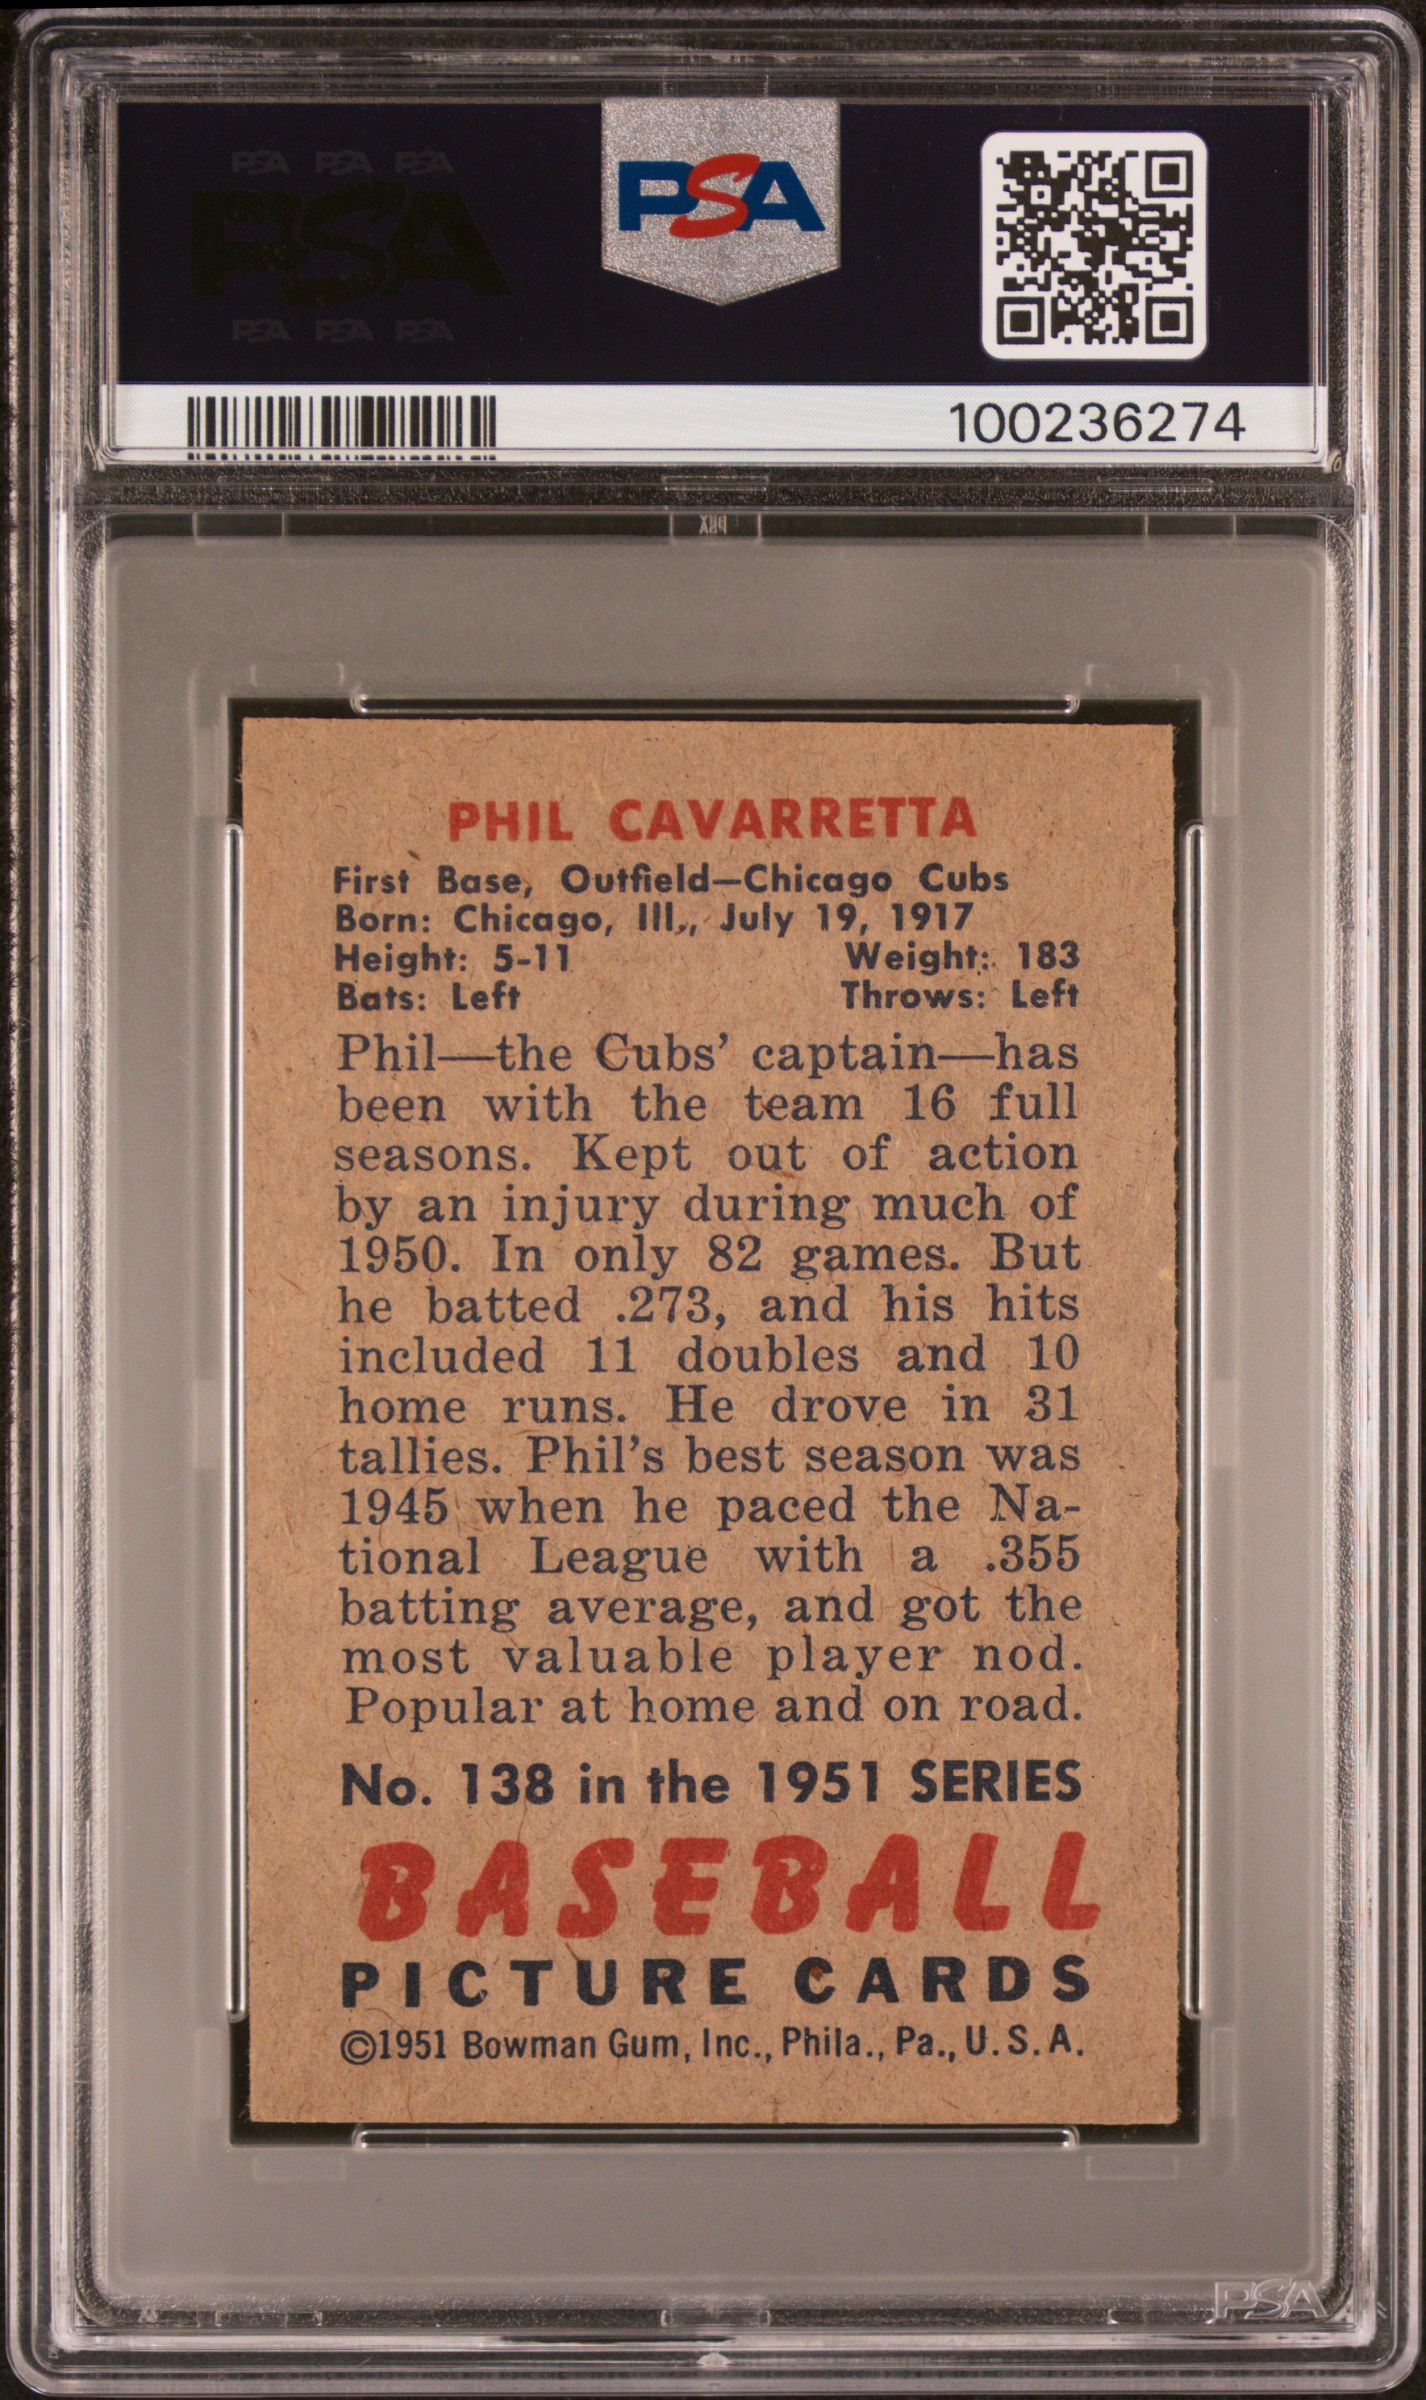 PSA PSA PSA
PSA
PSA PSA PSA
PSA
100236274
PHIL CAVARRETTA
First Base, Outfield—Chicago Cubs
Born: Chicago, Ill., July 19, 1917
Height: 5-11 Weight: 183
Bats: Left Throws: Left
Phil—the Cubs' captain—has
been with the team 16 full
seasons. Kept out of action
by an injury during much of
1950. In only 82 games. But
he batted .273, and his hits
included 11 doubles and 10
home runs. He drove in 31
tallies. Phil's best season was
1945 when he paced the Na-
tional League with a .355
batting average, and got the
most valuable player nod.
Popular at home and on road.
No. 138 in the 1951 SERIES
BASEBALL
PICTURE CARDS
©1951 Bowman Gum, Inc., Phila., Pa., U.S.A.
PSA